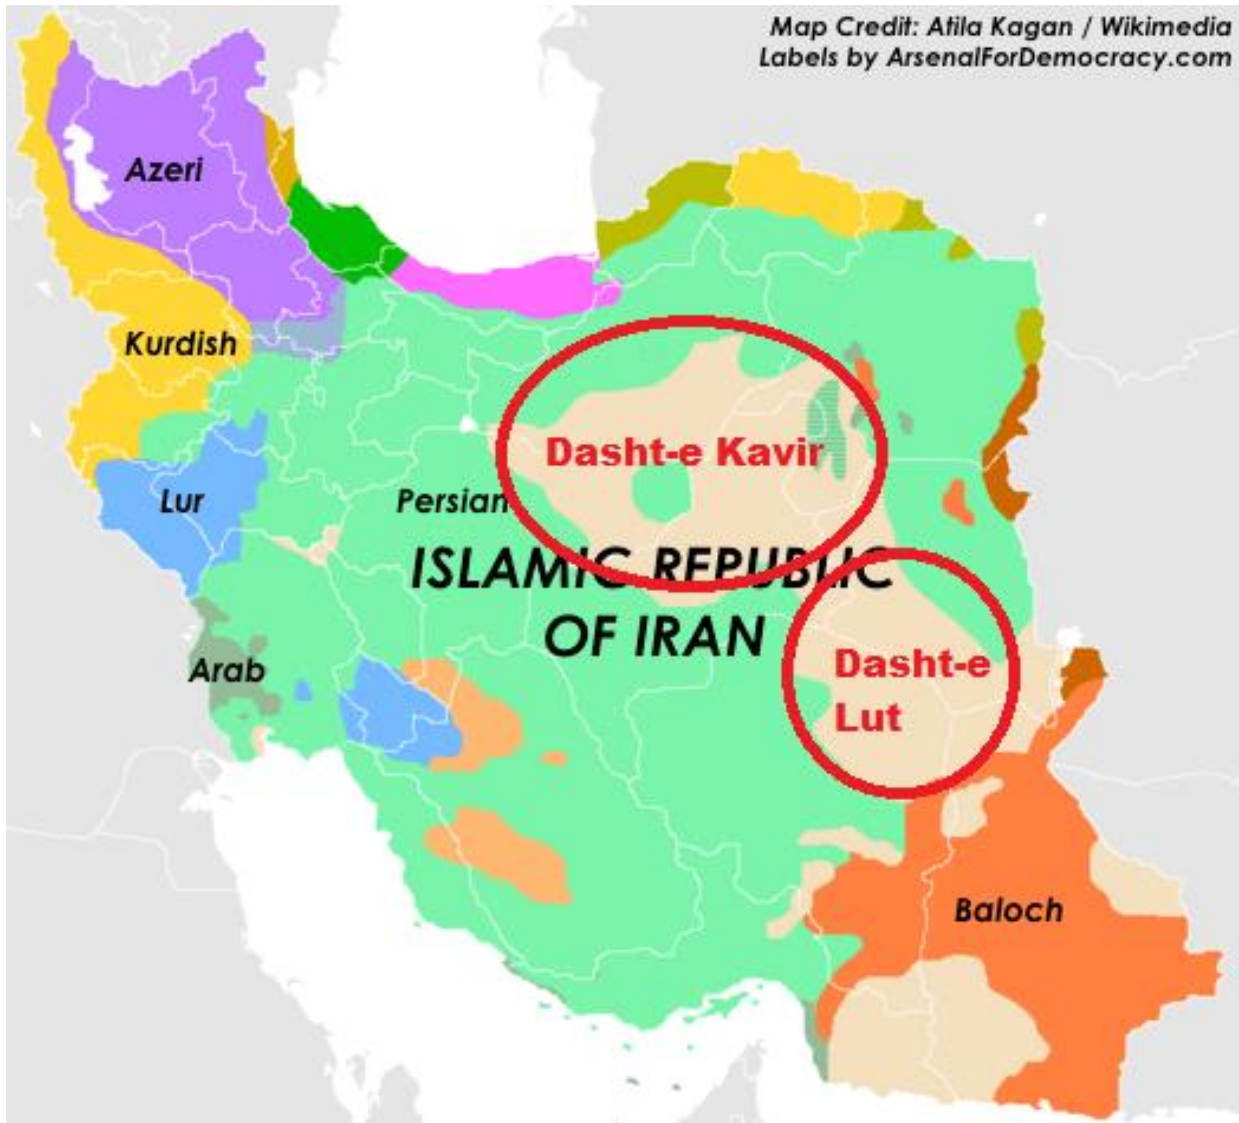 Map Credit: Atila Kagan / Wikimedia
Labels by ArsenalForDemocracy.com
Azeri
Kurdish
Dasht-e Kavir
Lur
Persian
ISLAMIC REPUBLIC
OF IRAN
Arab
Dasht-e
Lut
Baloch